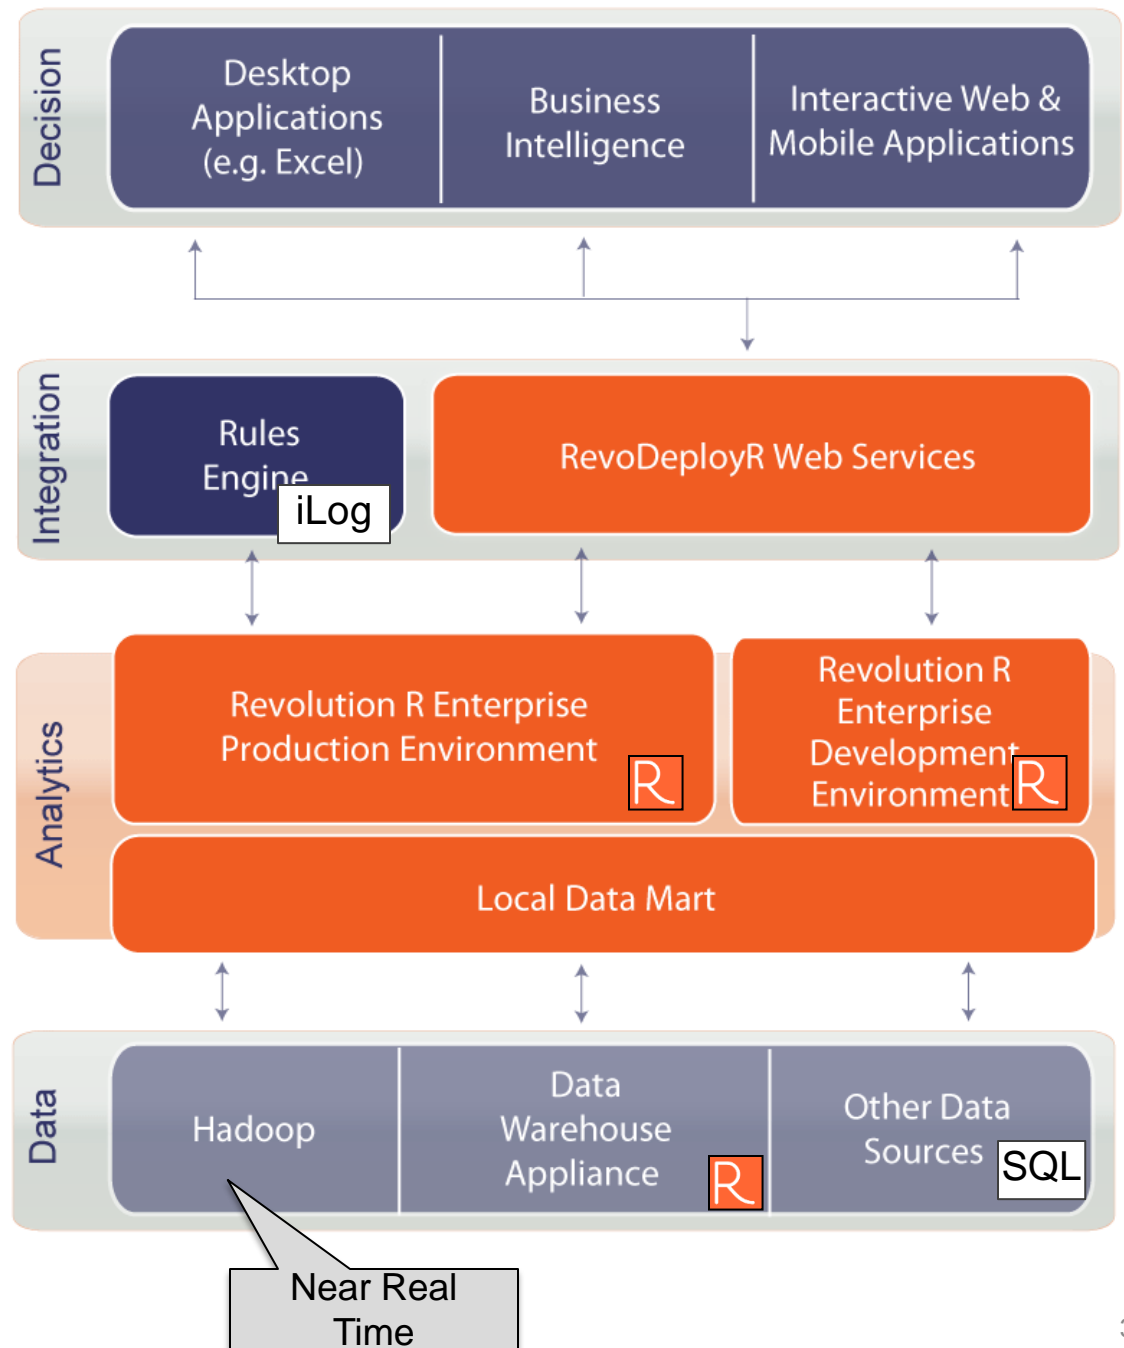 Decision
Desktop
Applications
(e.g. Excel)
Business
Intelligence
Interactive Web &
Mobile Applications
Integration
Rules
Engine
iLog
RevoDeployR Web Services
Analytics
Revolution R Enterprise
Production Environment
R
Revolution R
Enterprise
Development
Environment
R
Local Data Mart
Data
Hadoop
Data
Warehouse
Appliance
R
Other Data
Sources
SQL
Near Real
Time